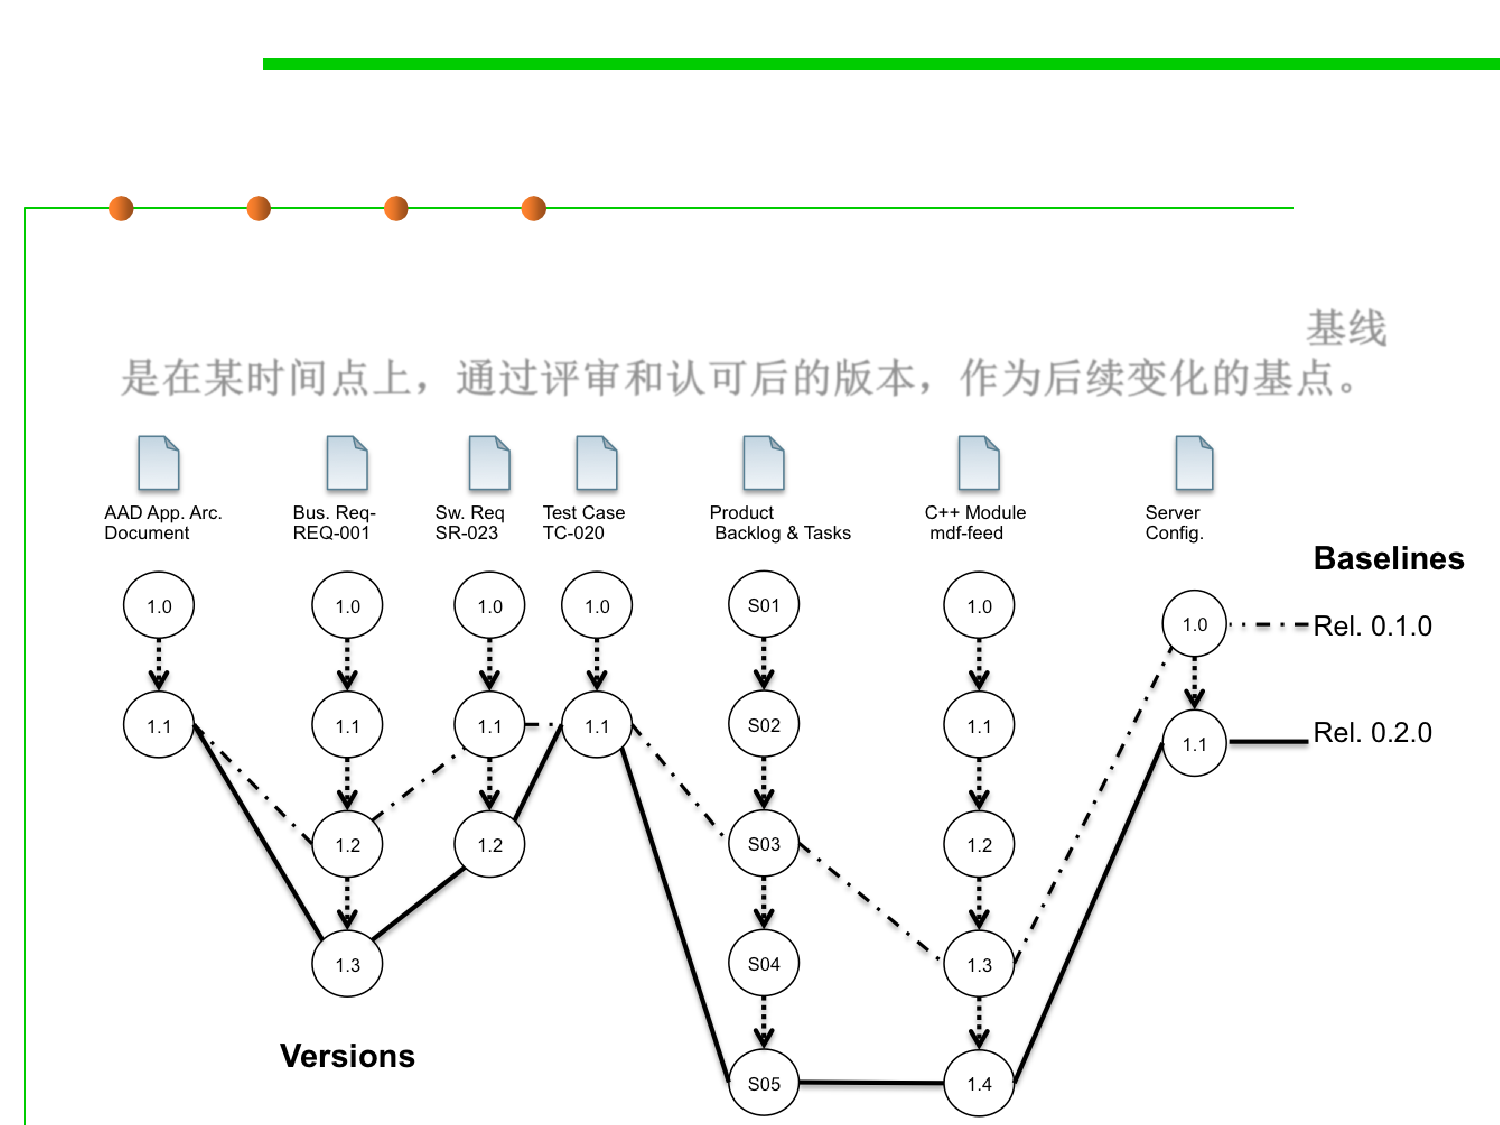 基线
是在某时间点上，通过评审和认可后的版本，作为后续变化的基点。
AAD App. Arc.
Document
Bus. Req-
REQ-001
Sw. Req
SR-023
Test Case
TC-020
Product
Backlog & Tasks
C++ Module
mdf-feed
Server
Config.
Baselines
1.0
1.0
1.0
1.0
S01
1.0
1.0
Rel. 0.1.0
1.1
1.1
1.1
1.1
S02
1.1
1.1
Rel. 0.2.0
1.2
1.2
S03
1.2
1.3
S04
1.3
Versions
S05
1.4